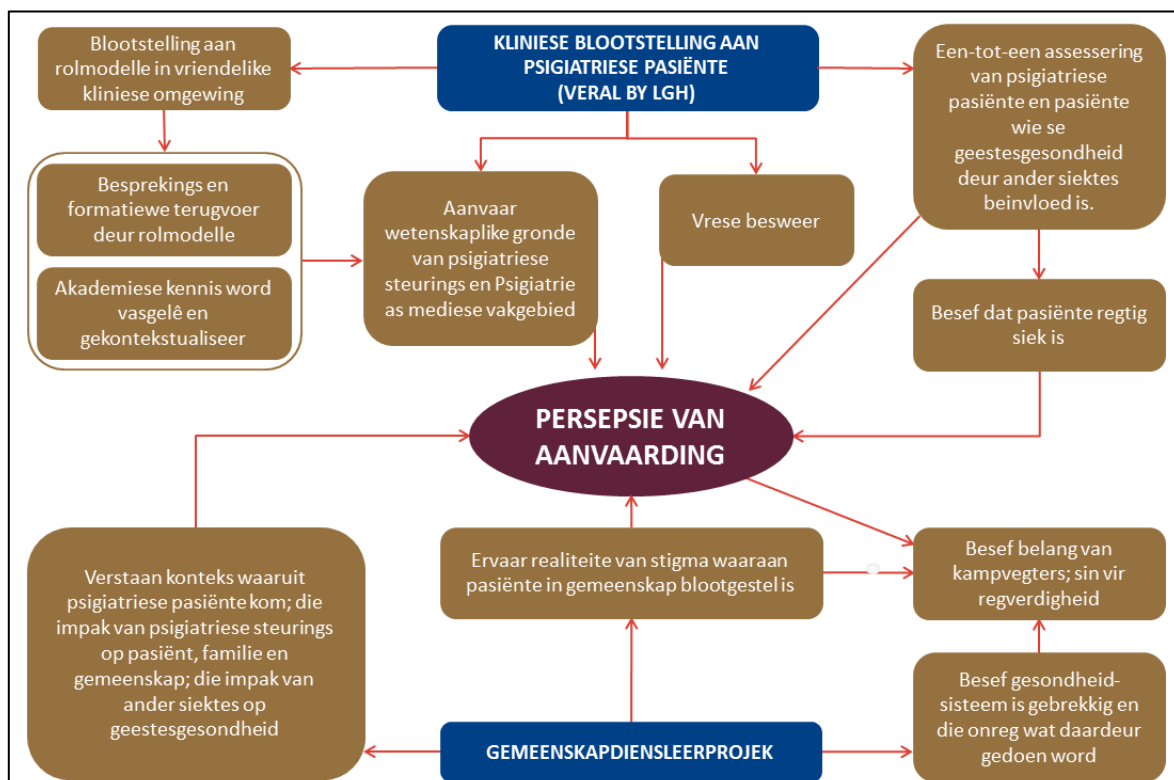 Blootstelling aan
rolmodelle in vriendelike
kliniese omgewing
KLINIESE BLOOTSTELLING AAN
PSIGIATRIESE PASIËNTE
(VERAL BY LGH)
Een-tot-een assessering
van psigiatriese
pasiënte en pasiënte
wie se
geestesgesondheid
deur ander siektes
beinvloed is.
Besprekings en
formatiewe terugvoer
deur rolmodelle
Akademiese kennis word
vasgelê en
gekontekstualiseer
Aanvaar
wetenskaplike gronde
van psigiatriese
steurings en Psigiatrie
as mediese vakgebied
Vrese besweer
Besef dat pasiënte regtig
siek is
PERSEPSIE VAN
AANVAARDING
Verstaan konteks waaruit
psigiatriese pasiënte kom; die
impak van psigiatriese steurings
op pasiënt, familie en
gemeenskap; die impak van
ander siektes op
geestesgesondheid
Ervaar realiteite van stigma waaraan
pasiënte in gemeenskap blootgestel is
Besef belang van
kampvegters; sin vir
regverdigheid
Besef gesondheid-
sisteem is gebrekkig en
die onreg wat daardeur
gedoen word
GEMEENSKAPDIENSLEERPROJEK